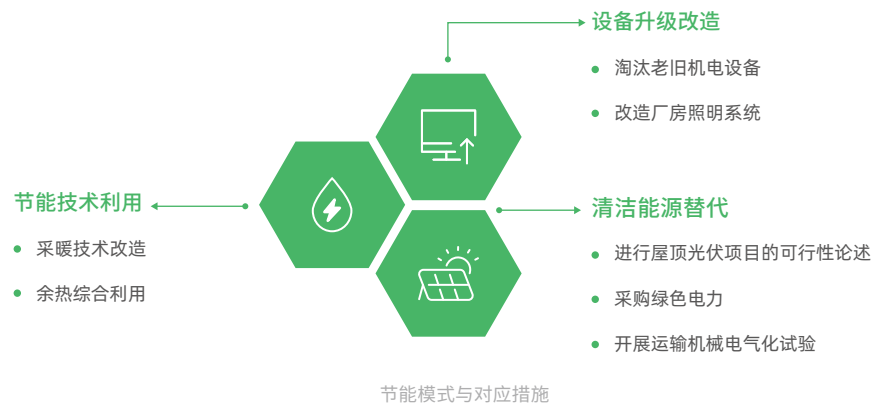 设备升级改造
淘汰老旧机电设备
改造厂房照明系统
节能技术利用
采暖技术改造
余热综合利用
清洁能源替代
进行屋顶光伏项目的可行性论述
采购绿色电力
开展运输机械电气化试验
节能模式与对应措施